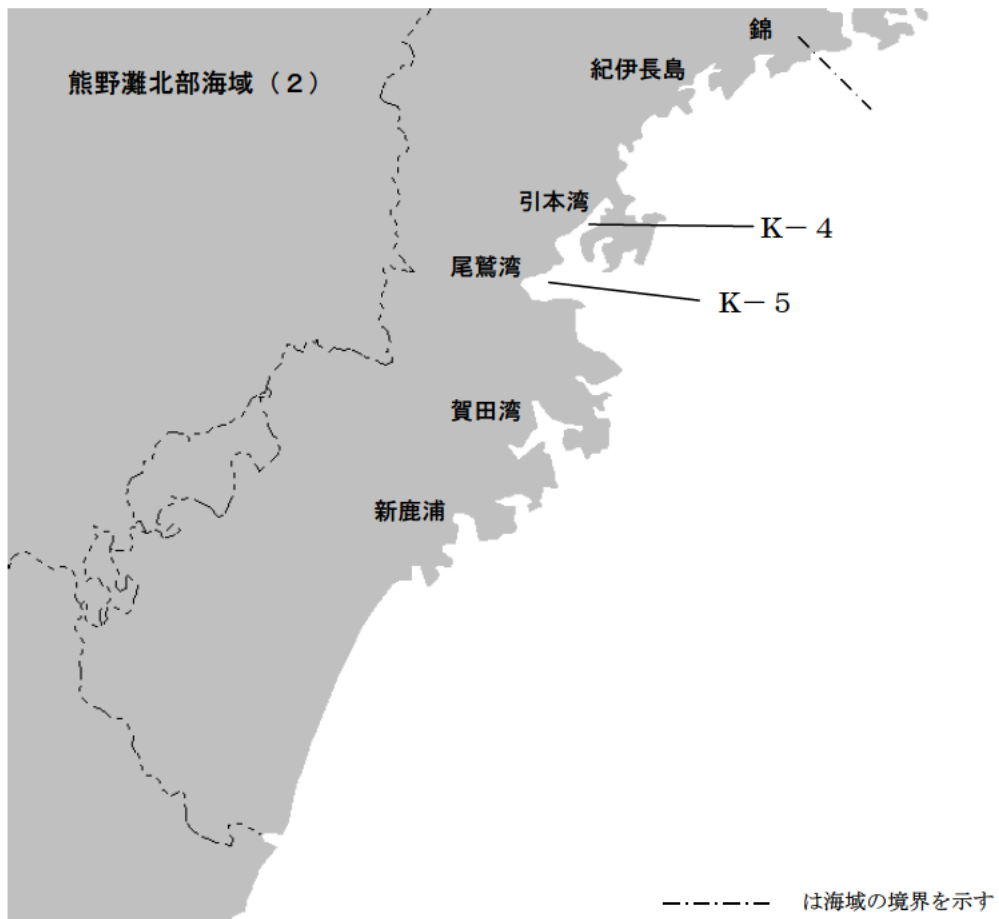 錦
紀伊長島
熊野灘北部海域（２）
引本湾
K－４
尾鷲湾
K－５
賀田湾
新鹿浦
は海域の境界を示す